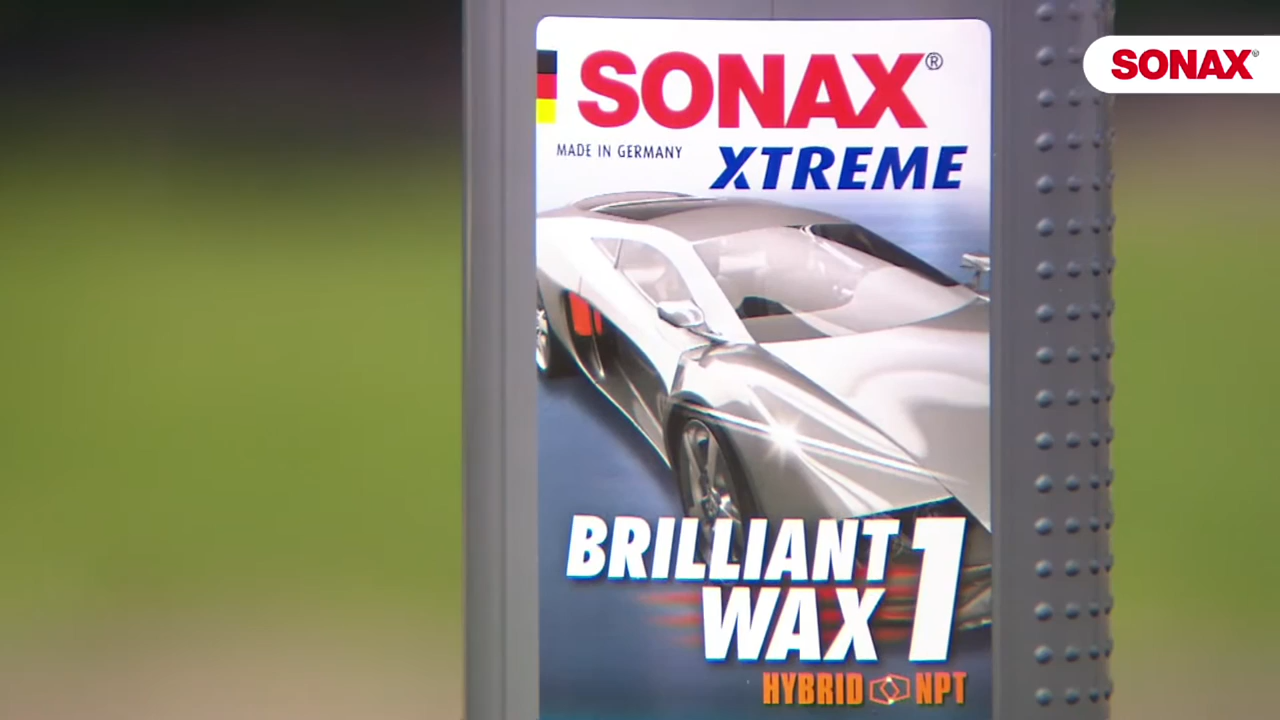 SONAX®
SONAX®
MADE IN GERMANY
XTREME
BRILLIANT
WAX 1
HYBRID NPT